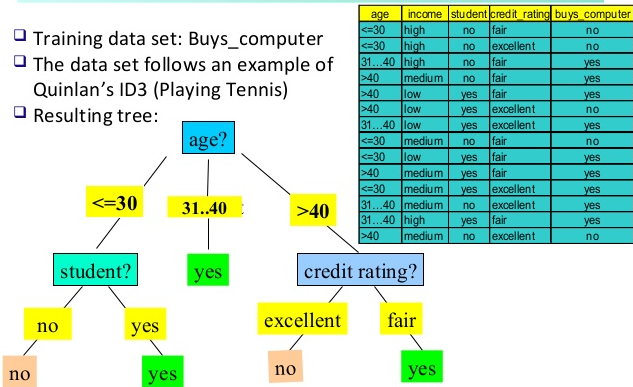 Training data set: Buys_computer
The data set follows an example of
Quinlan's ID3 (Playing Tennis)
Resulting tree:
age income student credit_rating buys_computer
<=30 high no fair no
<=30 high no excellent no
31…40 high no fair yes
>40 medium no fair yes
>40 low yes fair yes
>40 low yes excellent no
31…40 low yes excellent yes
<=30 medium no fair no
<=30 low yes fair yes
>40 medium yes fair yes
<=30 medium yes excellent yes
31…40 medium no excellent yes
31…40 high yes fair yes
>40 medium no excellent no
age?
<=30 31..40 >40
student? yes credit rating?
no yes excellent fair
no yes no yes